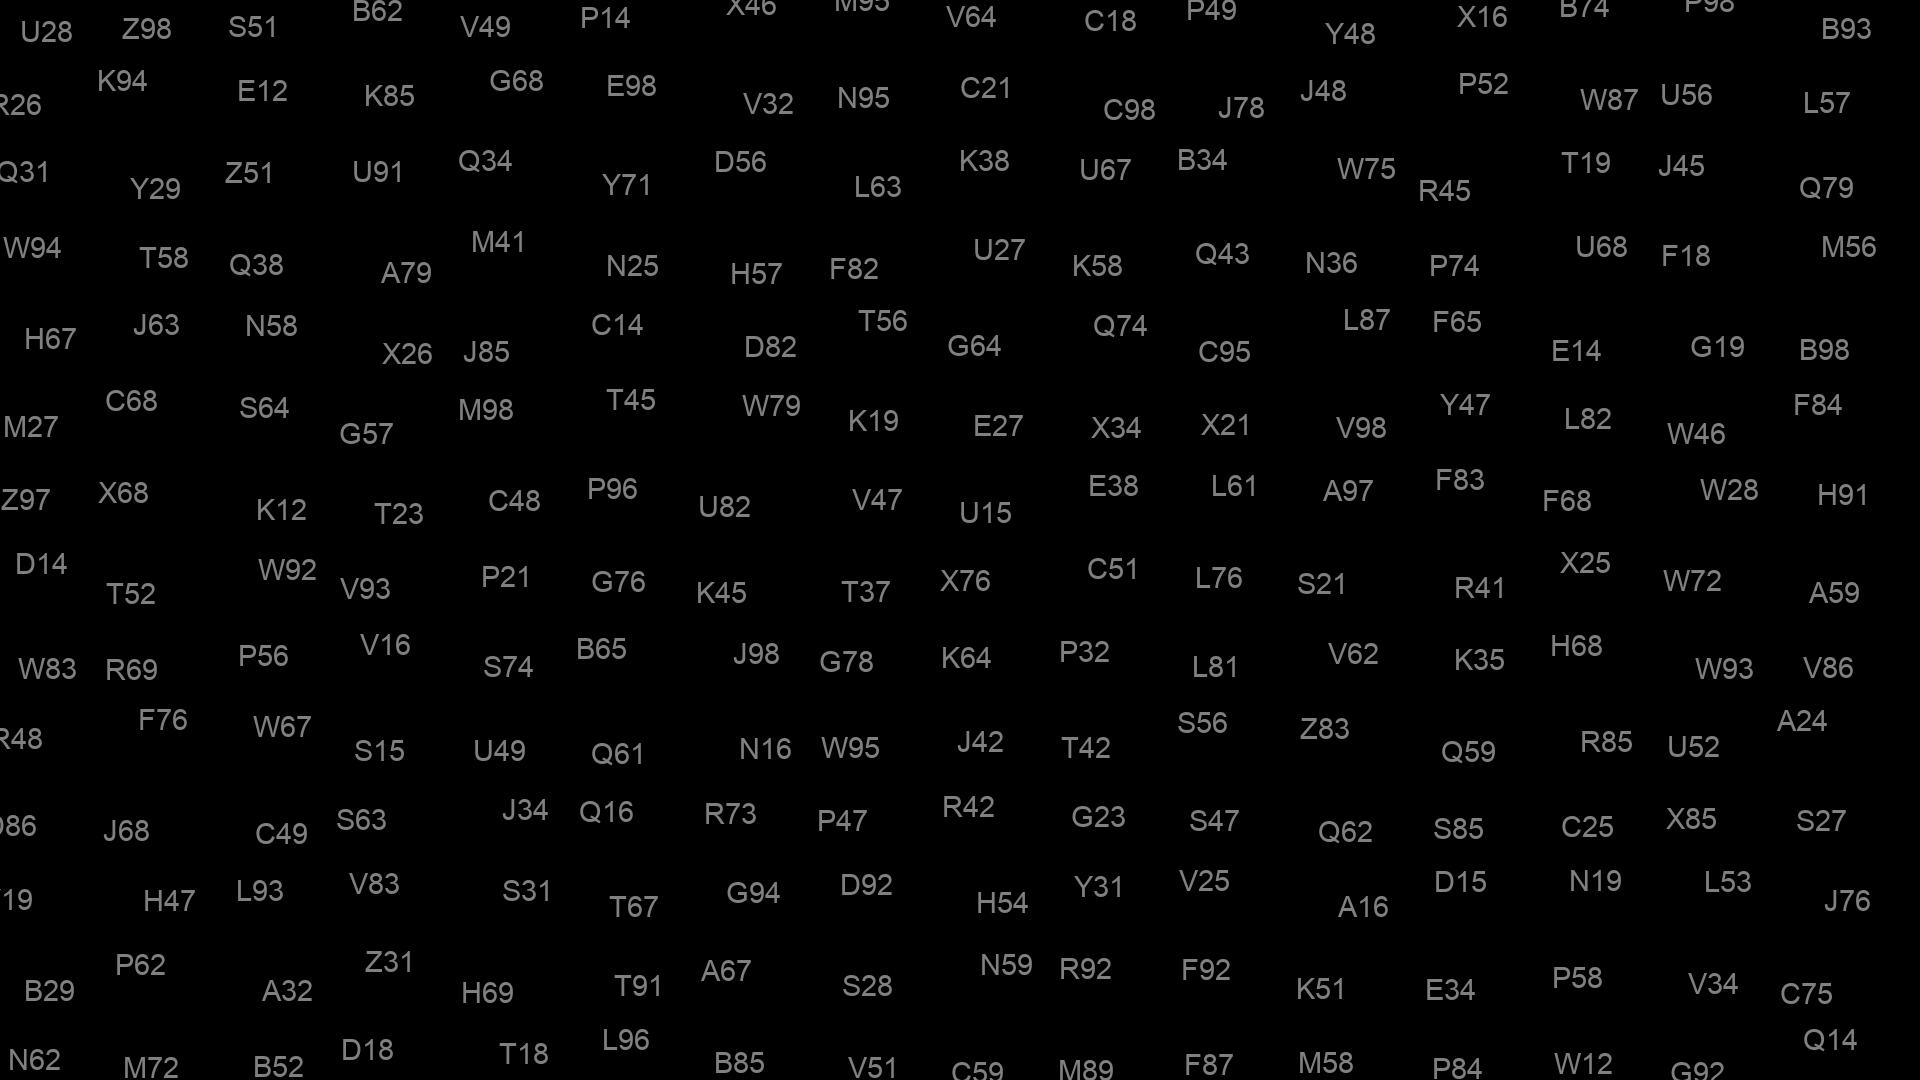 U28 Z98 S51 B62 V49 P14 X46 M95 V64 C18 P49 Y48 X16 B74 P98 B93
R26 K94 E12 K85 G68 E98 V32 N95 C21 C98 J78 J48 P52 W87 U56 L57
Q31 Y29 Z51 U91 Q34 Y71 D56 L63 K38 U67 B34 W75 R45 T19 J45 Q79
W94 T58 Q38 A79 M41 N25 H57 F82 U27 K58 Q43 N36 P74 U68 F18 M56
H67 J63 N58 X26 J85 C14 D82 T56 G64 Q74 C95 L87 F65 E14 G19 B98
M27 C68 S64 G57 M98 T45 W79 K19 E27 X34 X21 V98 Y47 L82 W46 F84
Z97 X68 K12 T23 C48 P96 U82 V47 U15 E38 L61 A97 F83 F68 W28 H91
D14 T52 W92 V93 P21 G76 K45 T37 X76 C51 L76 S21 R41 X25 W72 A59
W83 R69 P56 V16 S74 B65 J98 G78 K64 P32 L81 V62 K35 H68 W93 V86
R48 F76 W67 S15 U49 Q61 N16 W95 J42 T42 S56 Z83 Q59 R85 U52 A24
86 J68 C49 S63 J34 Q16 R73 P47 R42 G23 S47 Q62 S85 C25 X85 S27
19 H47 L93 V83 S31 T67 G94 D92 H54 Y31 V25 A16 D15 N19 L53 J76
B29 P62 A32 Z31 H69 T91 A67 S28 N59 R92 F92 K51 E34 P58 V34 C75
N62 M72 B52 D18 T18 L96 B85 V51 C59 M89 F87 M58 P84 W12 G92 Q14